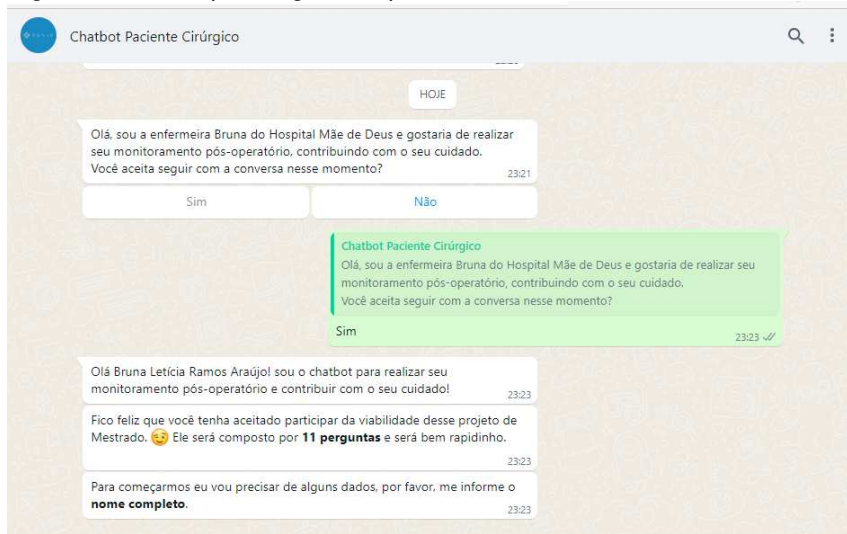 Chatbot Paciente Cirúrgico
HOJE
Olá, sou a enfermeira Bruna do Hospital Mãe de Deus e gostaria de realizar
seu monitoramento pós-operatório, contribuindo com o seu cuidado.
Você aceita seguir com a conversa nesse momento?
23:21
Sim
Não
Chatbot Paciente Cirúrgico
Olá, sou a enfermeira Bruna do Hospital Mãe de Deus e gostaria de realizar seu
monitoramento pós-operatório, contribuindo com o seu cuidado.
Você aceita seguir com a conversa nesse momento?
Sim
23:23
Olá Bruna Letícia Ramos Araújo! sou o chatbot para realizar seu
monitoramento pós-operatório e contribuir com o seu cuidado!
23:23
Fico feliz que você tenha aceitado participar da viabilidade desse projeto de
Mestrado. 😉 Ele será composto por 11 perguntas e será bem rapidinho.
23:23
Para começarmos eu vou precisar de alguns dados, por favor, me informe o
nome completo.
23:23